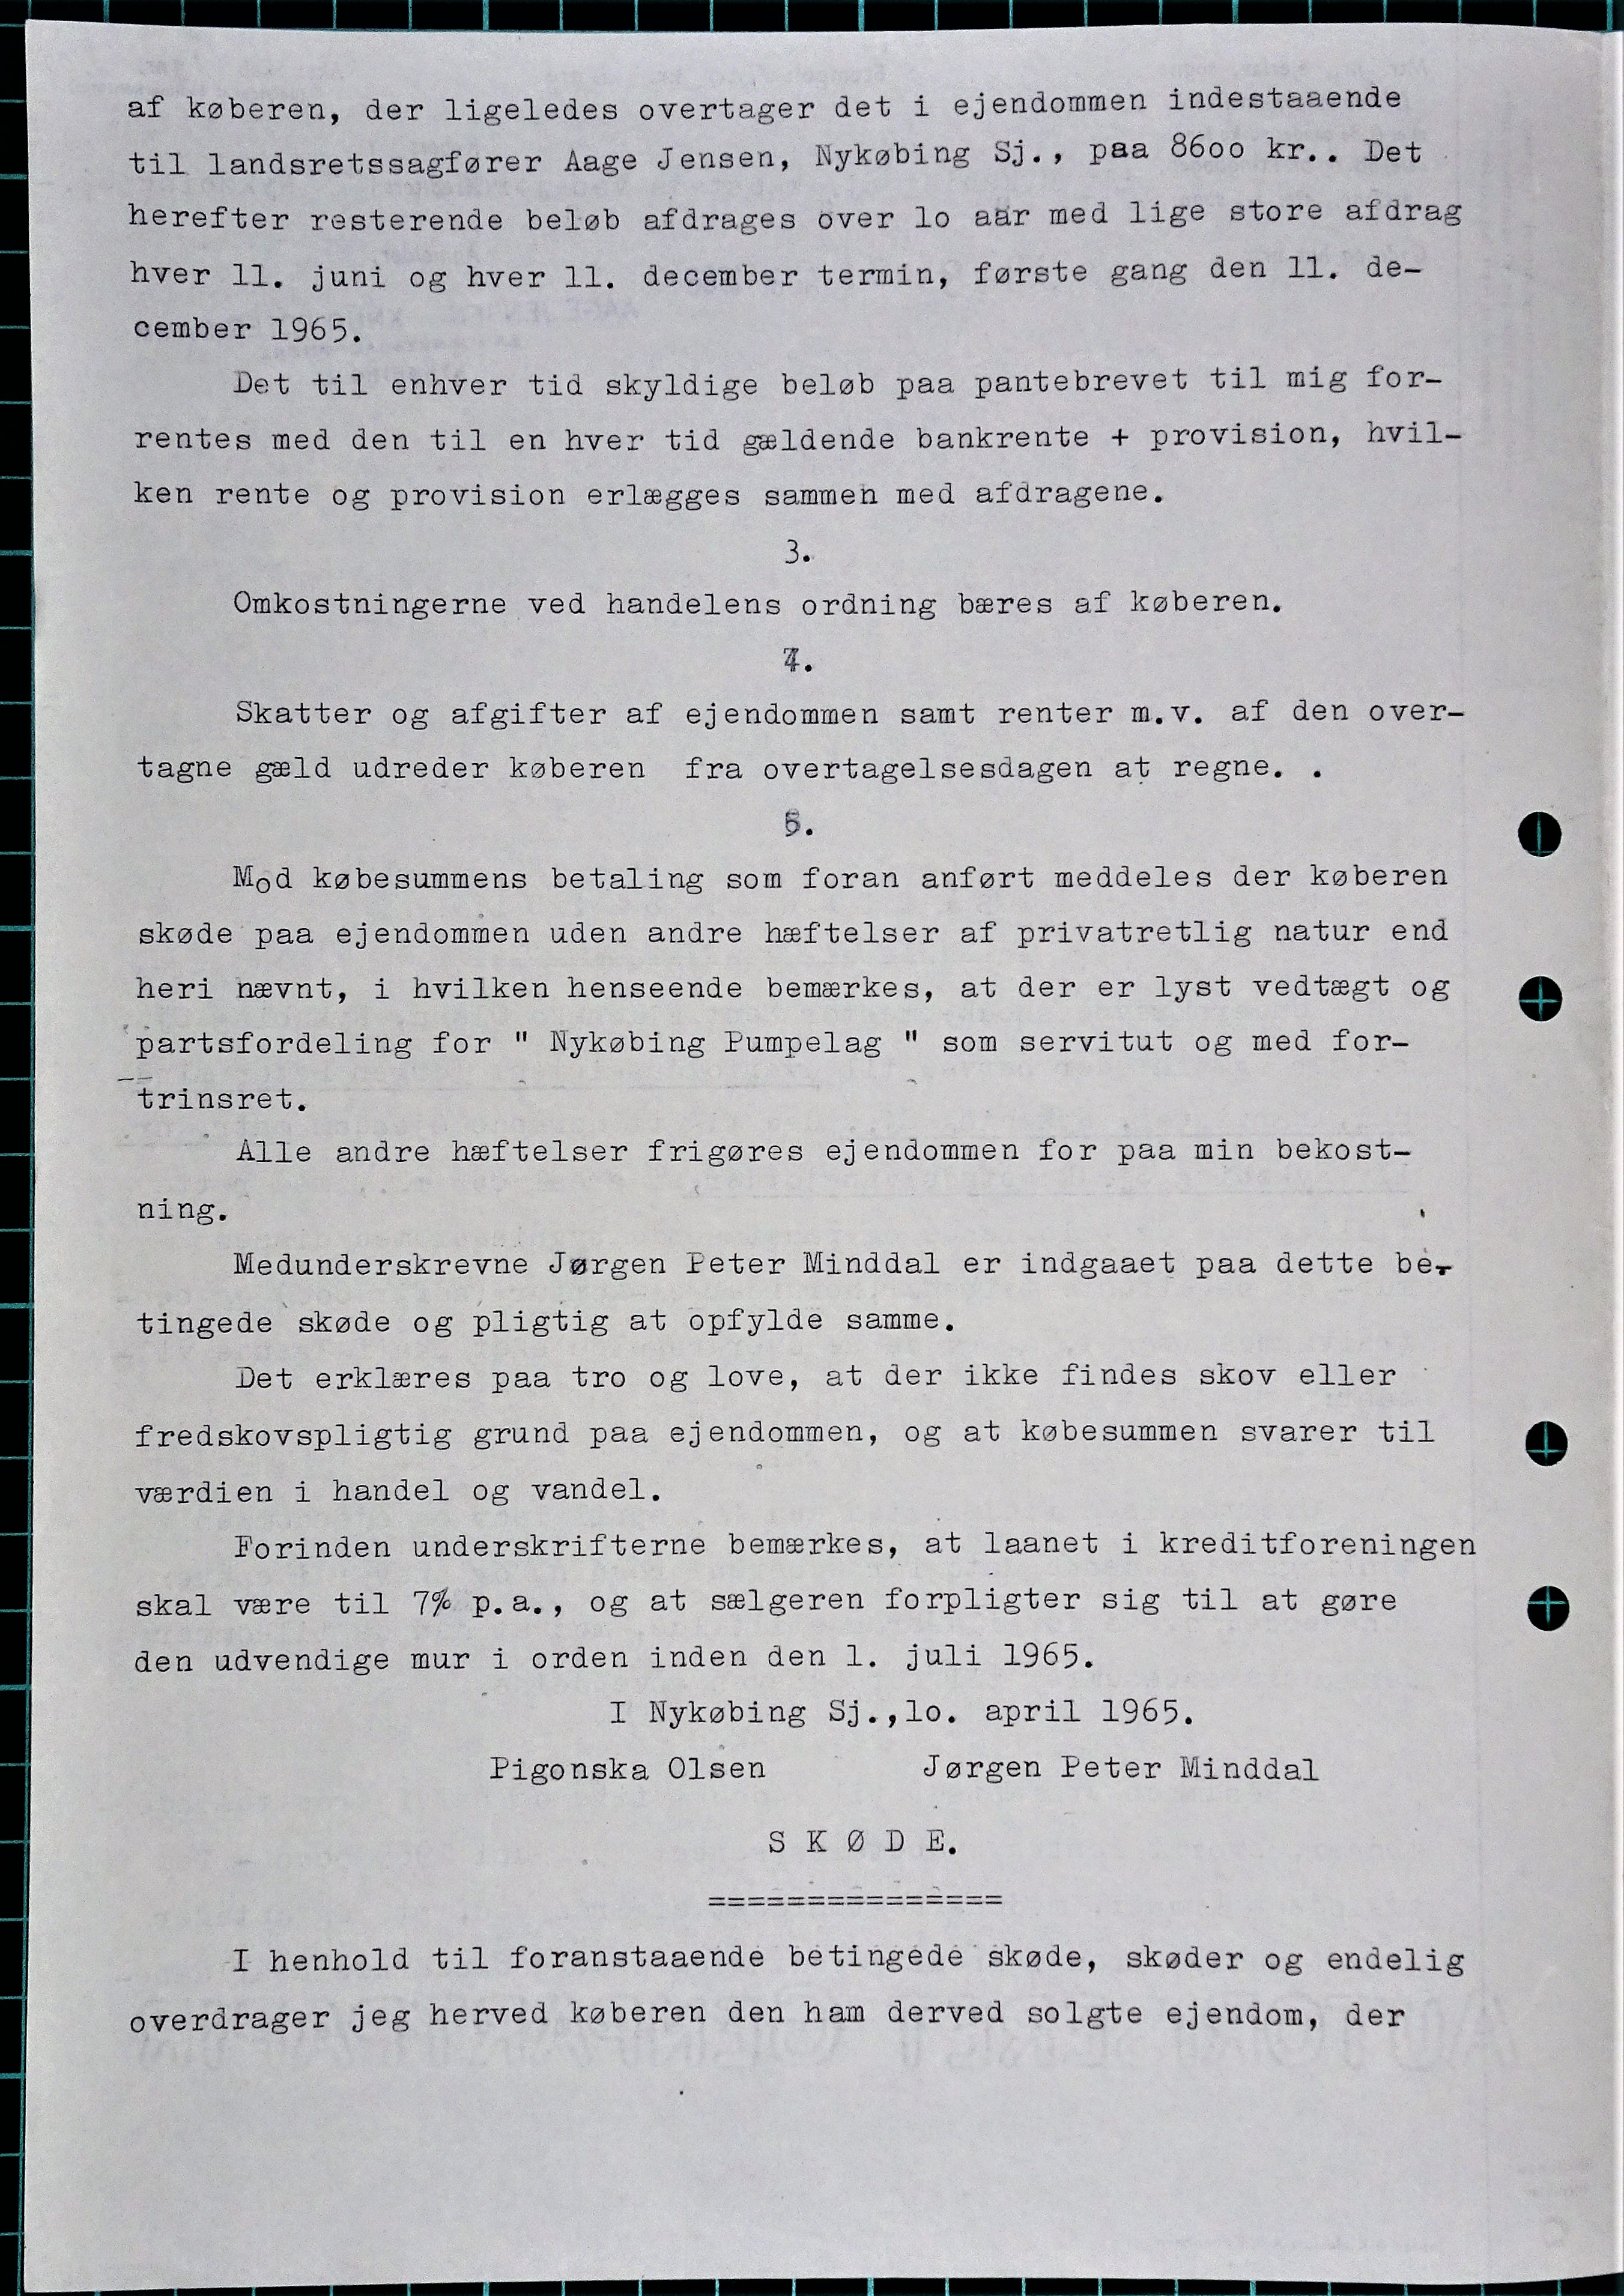 af køberen, der ligeledes overtager det i ejendommen indestaaende
til landsretssagfører Aage Jensen, Nykøbing Sj., paa 86oo kr.. Det
herefter resterende beløb afdrages over lo aar med lige store afdrag
hver 11. juni og hver 11. december termin, første gang den 11. de-
cember 1965.
Det til enhver tid skyldige beløb paa pantebrevet til mig for-
rentes med den til en hver tid gældende bankrente + provision, hvil-
ken rente og provision erlægges sammen med afdragene.
3.
Omkostningerne ved handelens ordning bæres af køberen.
4.
Skatter og afgifter af ejendommen samt renter m.v. af den over-
tagne gæld udreder køberen fra overtagelsesdagen at regne. .
5.
Mod købesummens betaling som foran anført meddeles der køberen
skøde paa ejendommen uden andre hæftelser af privatretlig natur end
heri nævnt, i hvilken henseende bemærkes, at der er lyst vedtægt og
partsfordeling for " Nykøbing Pumpelag " som servitut og med for-
trinsret.
Alle andre hæftelser frigøres ejendommen for paa min bekost-
ning.
Medunderskrevne Jørgen Peter Minddal er indgaaet paa dette be-
tingede skøde og pligtig at opfylde samme.
Det erklæres paa tro og love, at der ikke findes skov eller
fredskovspligtig grund paa ejendommen, og at købesummen svarer til
værdien i handel og vandel.
Forinden underskrifterne bemærkes, at laanet i kreditforeningen
skal være til 7% p.a., og at sælgeren forpligter sig til at gøre
den udvendige mur i orden inden den 1. juli 1965.
I Nykøbing Sj.,lo. april 1965.
Pigonska Olsen Jørgen Peter Minddal
S K Ø D E.
===============
I henhold til foranstaaende betingede skøde, skøder og endelig
overdrager jeg herved køberen den ham derved solgte ejendom, der